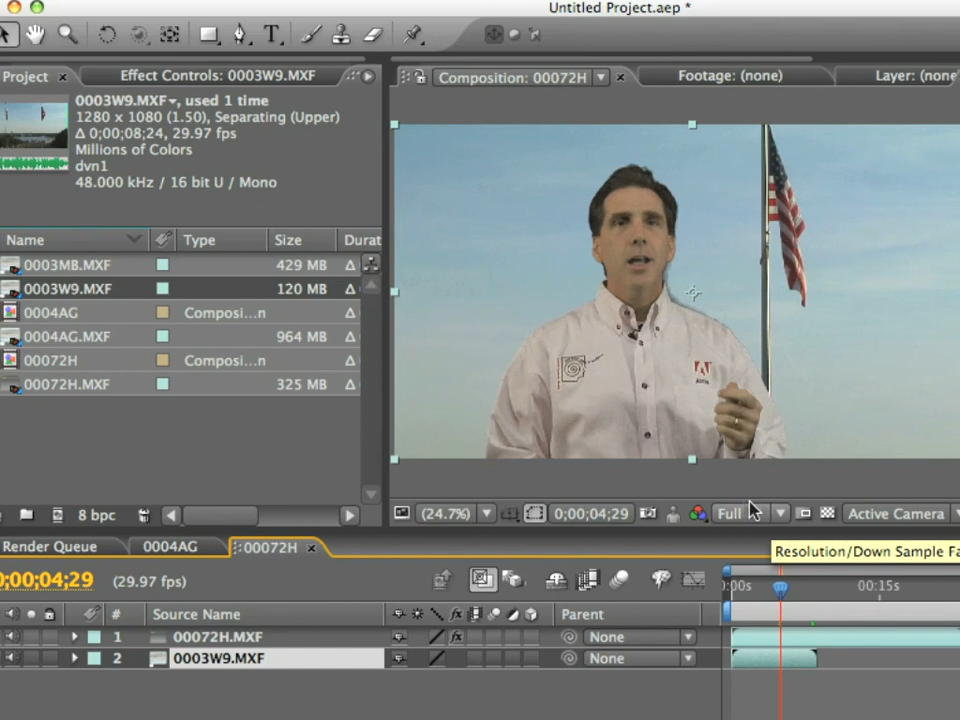 Untitled Project.aep *
Project
Effect Controls: 0003W9.MXF
Composition: 00072H
Footage: (none)
Layer: (none
0003W9.MXF, used 1 time
1280 x 1080 (1.50), Separating (Upper)
Δ 0;00;08;24, 29.97 fps
Millions of Colors
dvn1
48.000 kHz / 16 bit U / Mono
Name Type Size Durat
0003MB.MXF 429 MB Δ
0003W9.MXF 120 MB Δ
0004AG Composi...n Δ
0004AG.MXF 964 MB Δ
00072H Composi...n Δ
00072H.MXF 325 MB Δ
8 bpc
(24.7%) 0;00;04;29 Full Active Camera
Render Queue 0004AG 00072H
Resolution/Down Sample Fa
0;00;04;29 (29.97 fps)
0:00s 00:15s
# Source Name fx Parent
1 00072H.MXF fx None
2 0003W9.MXF None